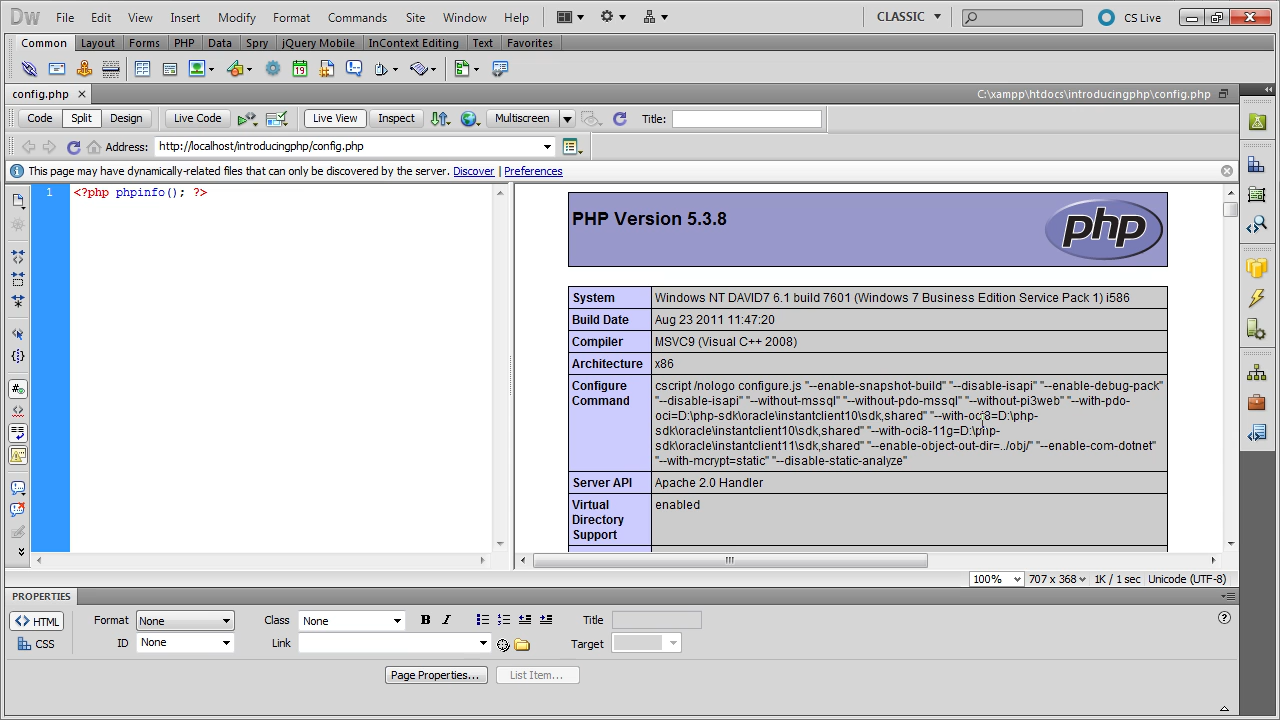 Dw File Edit View Insert Modify Format Commands Site Window Help CLASSIC CS Live
Common Layout Forms PHP Data Spry jQuery Mobile InContext Editing Text Favorites
config.php C:\xampp\htdocs\introducingphp\config.php
Code Split Design Live Code Live View Inspect Multiscreen Title:
Address: http://localhost/introducingphp/config.php
This page may have dynamically-related files that can only be discovered by the server. Discover | Preferences
1 <?php phpinfo(); ?>
PHP Version 5.3.8
php
System Windows NT DAVID7 6.1 build 7601 (Windows 7 Business Edition Service Pack 1) i586
Build Date Aug 23 2011 11:47:20
Compiler MSVC9 (Visual C++ 2008)
Architecture x86
Configure cscript /nologo configure.js "--enable-snapshot-build" "--disable-isapi" "--enable-debug-pack"
Command "--disable-isapi" "--without-mssql" "--without-pdo-mssql" "--without-pi3web" "--with-pdo-
oci=D:\php-sdk\oracle\instantclient10\sdk,shared" "--with-oci8=D:\php-
sdk\oracle\instantclient10\sdk,shared" "--with-oci8-11g=D:\php-
sdk\oracle\instantclient11\sdk,shared" "--enable-object-out-dir=../obj/" "--enable-com-dotnet"
"--with-mcrypt=static" "--disable-static-analyze"
Server API Apache 2.0 Handler
Virtual enabled
Directory
Support
100% 707 x 368 1K / 1 sec Unicode (UTF-8)
PROPERTIES
<> HTML Format None Class None B I Title
CSS ID None Link Target
Page Properties... List Item...